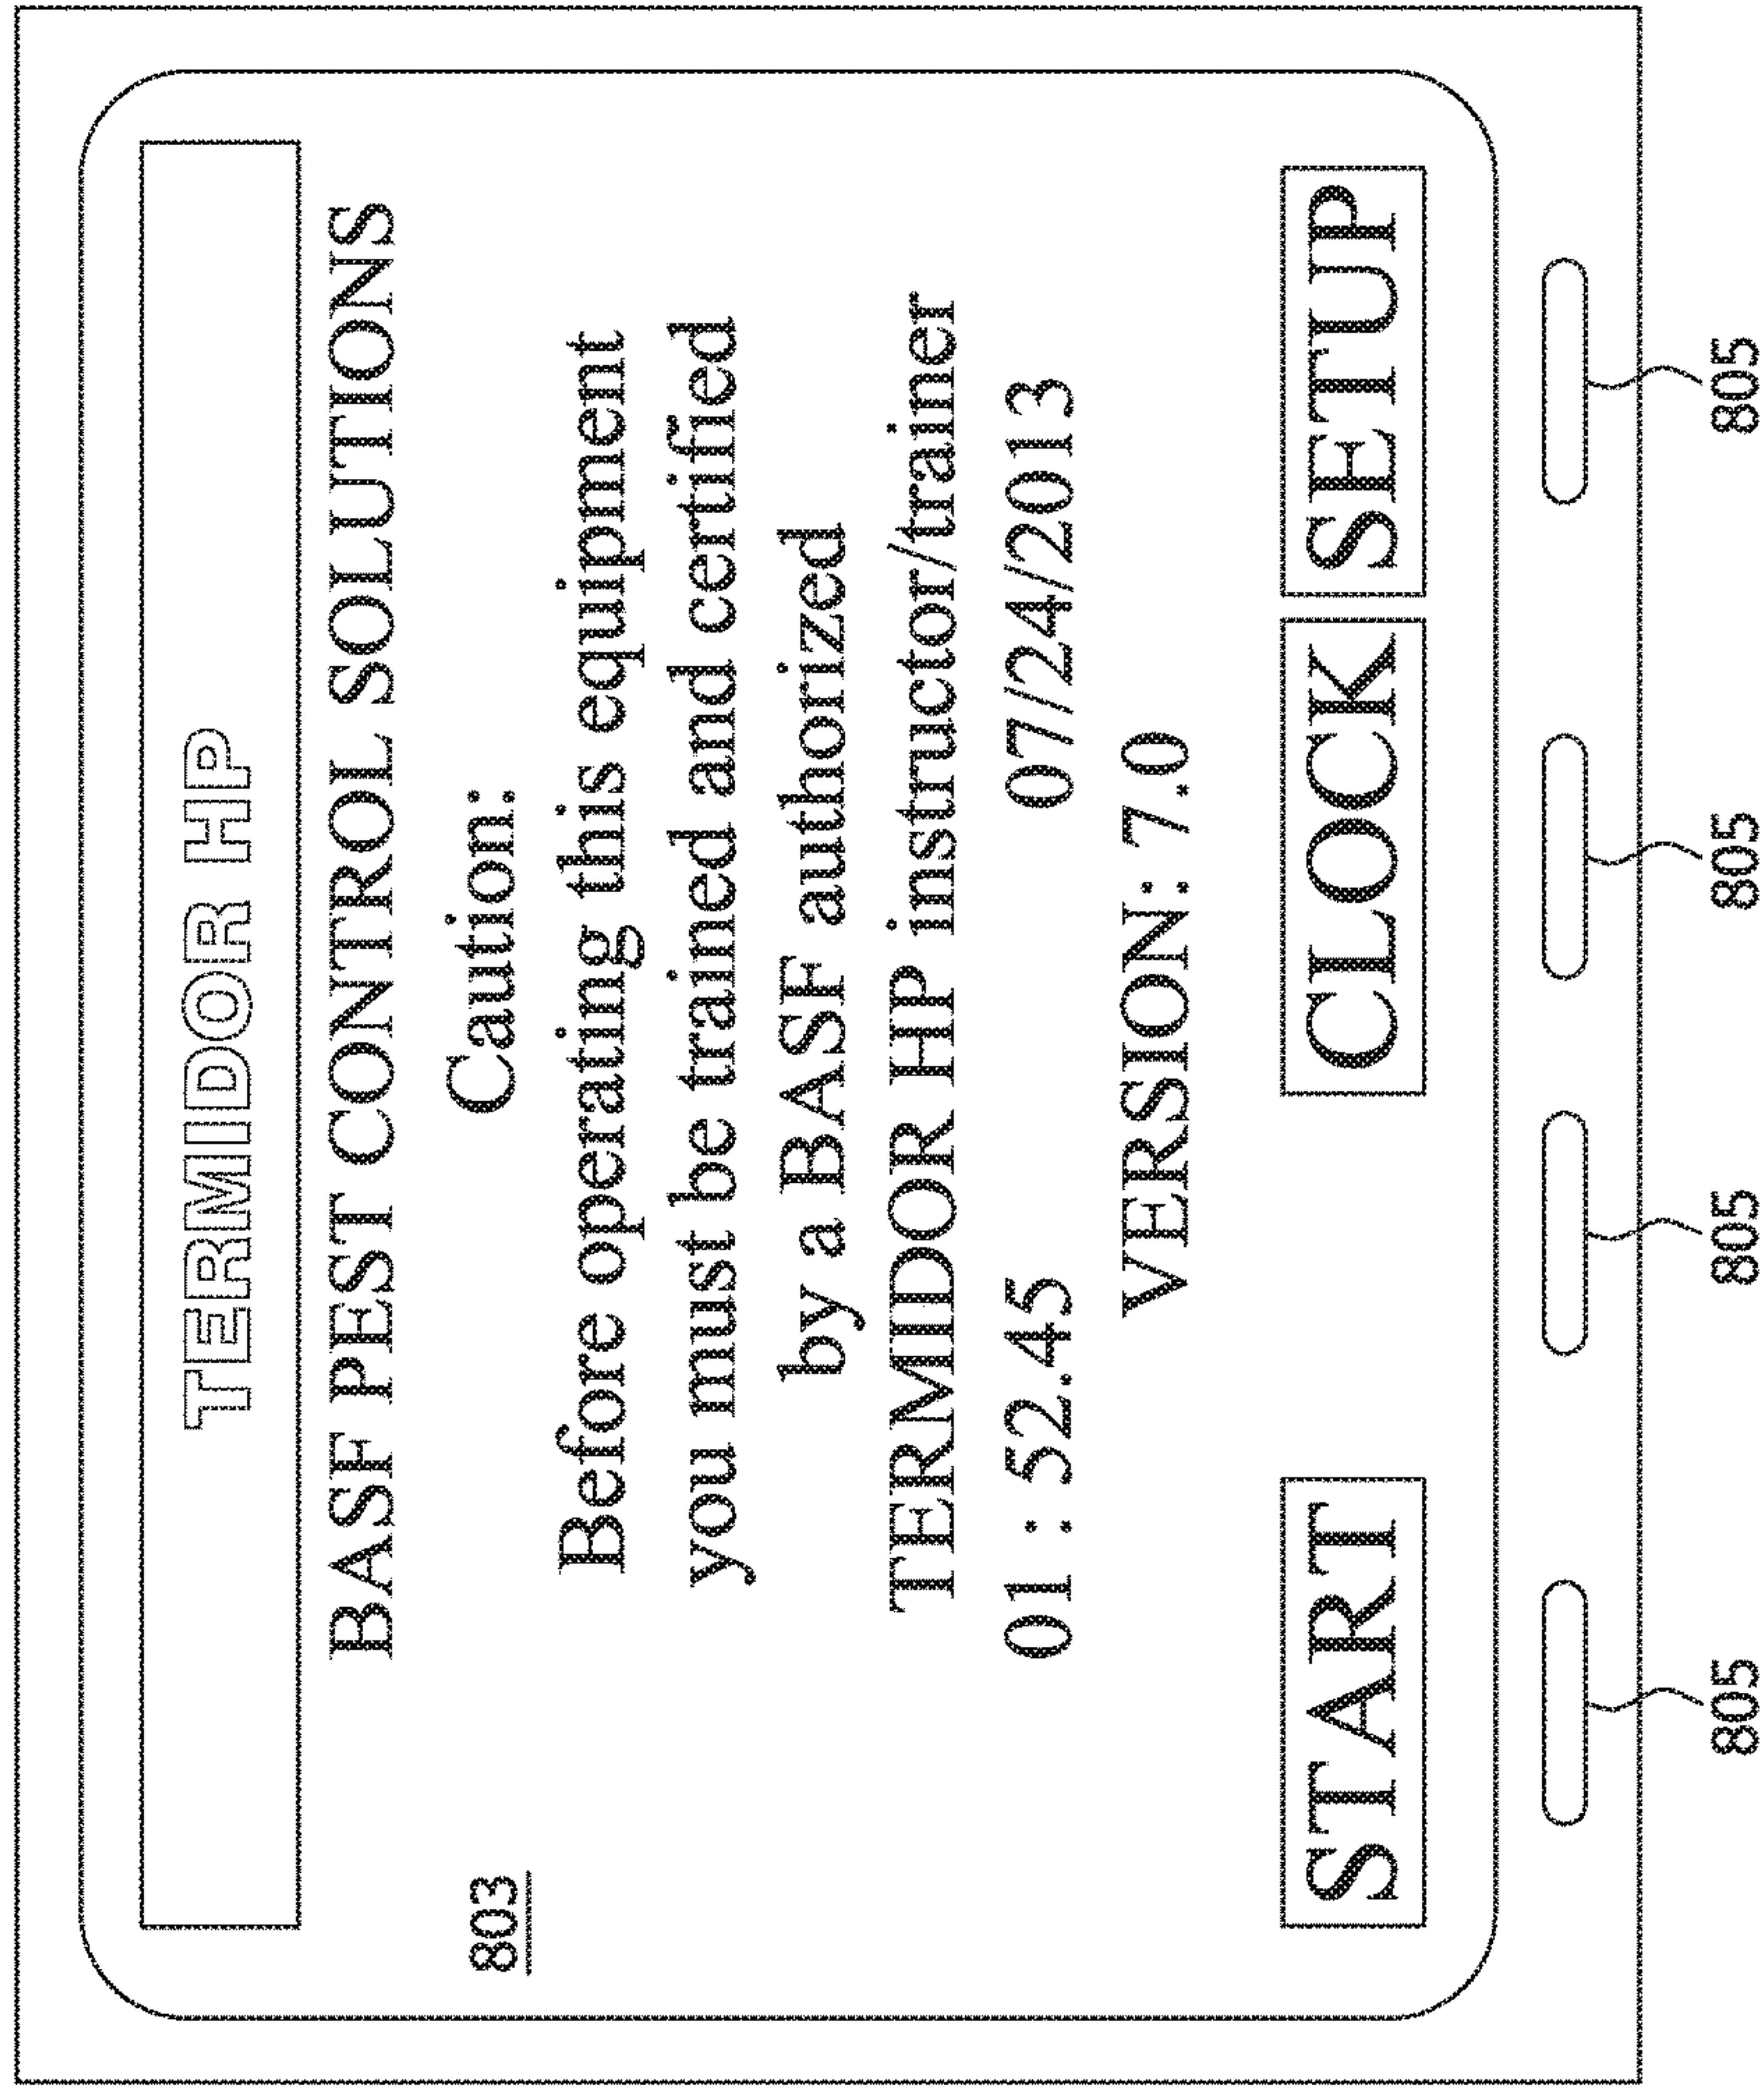 TERMIDOR HP
BASF PEST CONTROL SOLUTIONS
Caution:
803
Before operating this equipment
you must be trained and certified
by a BASF authorized
TERMIDOR HP instructor/trainer
01 : 52.45 07/24/2013
VERSION: 7.0
START CLOCK SETUP
805 805 805 805